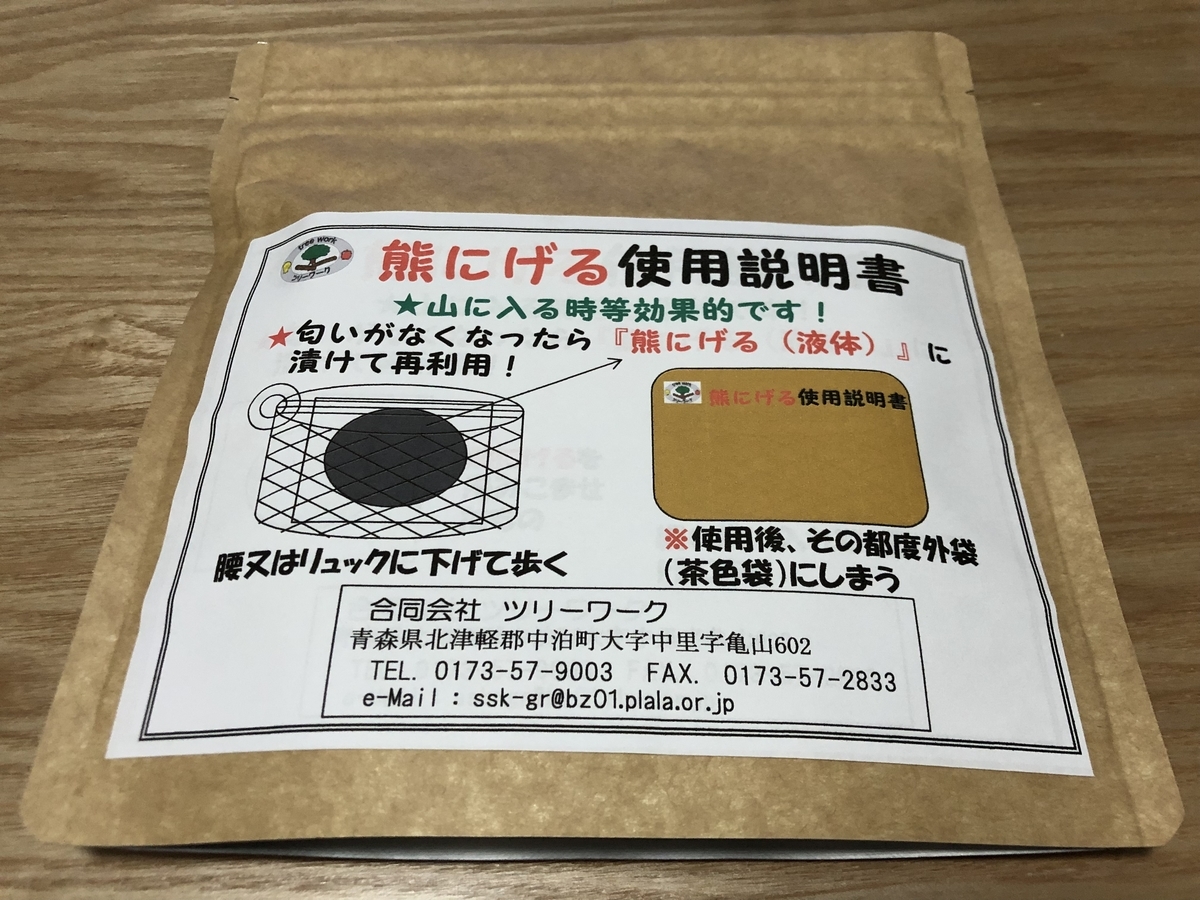 tree work
ツリーワーク
熊にげる使用説明書
★山に入る時等効果的です！
★匂いがなくなったら『熊にげる（液体）』に
漬けて再利用！
熊にげる使用説明書
腰又はリュックに下げて歩く
※使用後、その都度外袋
（茶色袋）にしまう
合同会社 ツリーワーク
青森県北津軽郡中泊町大字中里字亀山602
TEL. 0173-57-9003 FAX. 0173-57-2833
e-Mail : ssk-gr@bz01.plala.or.jp